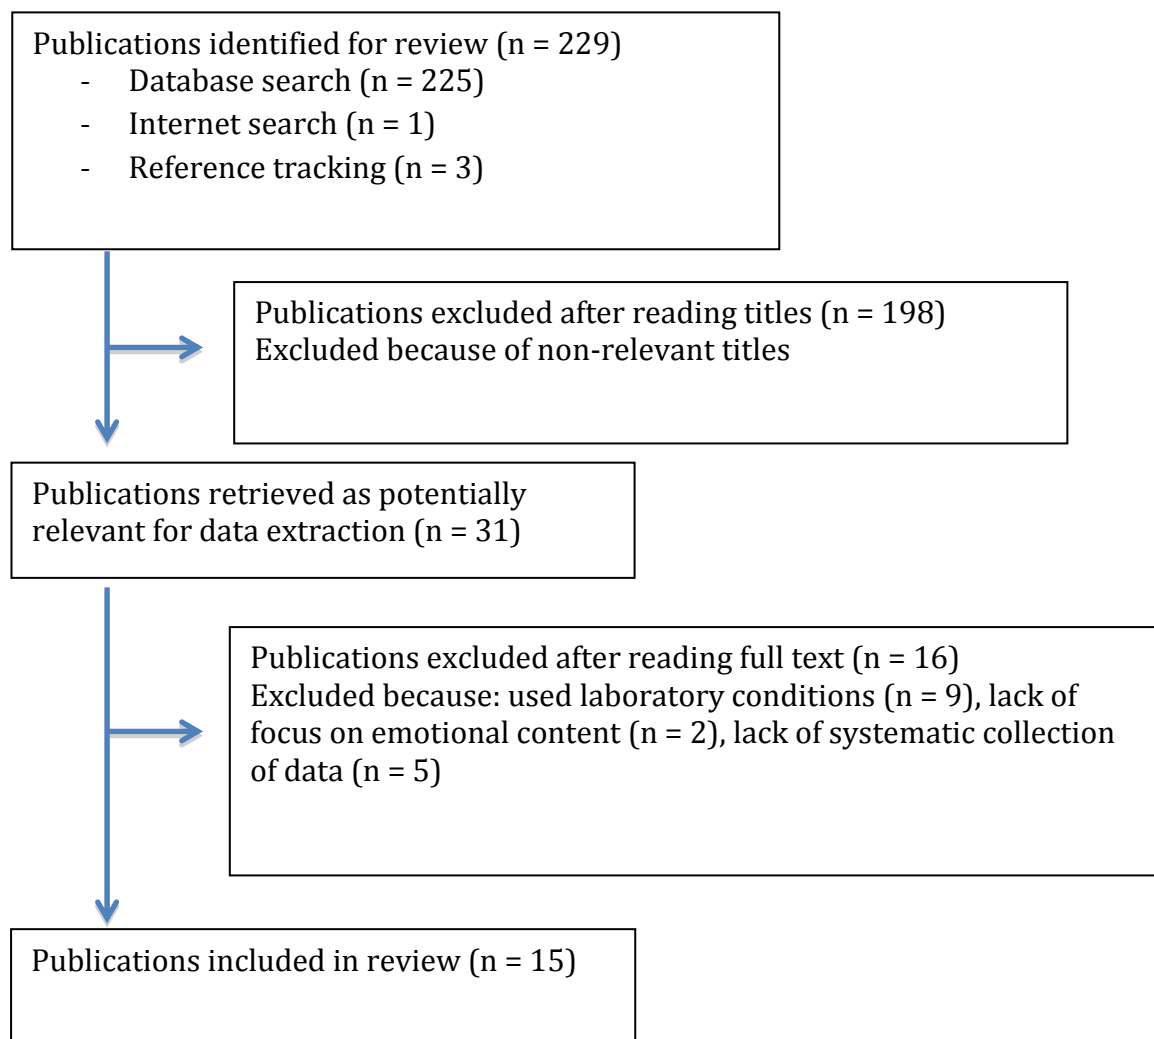 Publications identified for review (n = 229)
- Database search (n = 225)
- Internet search (n = 1)
- Reference tracking (n = 3)
Publications excluded after reading titles (n = 198)
Excluded because of non-relevant titles
Publications retrieved as potentially
relevant for data extraction (n = 31)
Publications excluded after reading full text (n = 16)
Excluded because: used laboratory conditions (n = 9), lack of
focus on emotional content (n = 2), lack of systematic collection
of data (n = 5)
Publications included in review (n = 15)